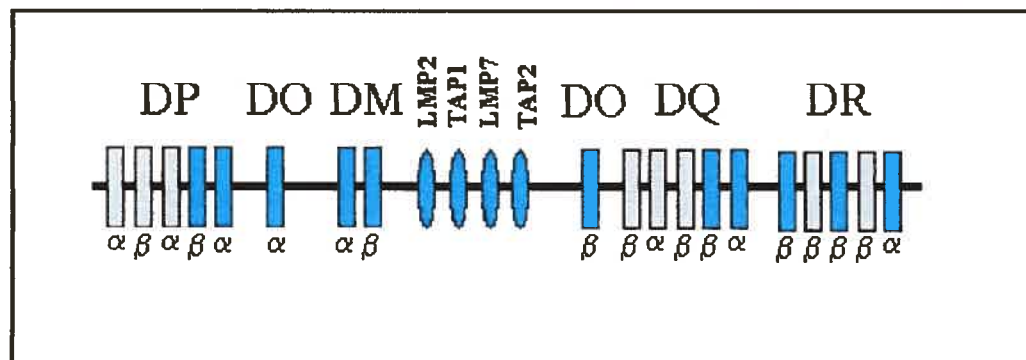 DP DO DM LMP2 TAP1 LMP7 TAP2 DO DQ DR
α β α β α α α β β β α β β α β β β β α